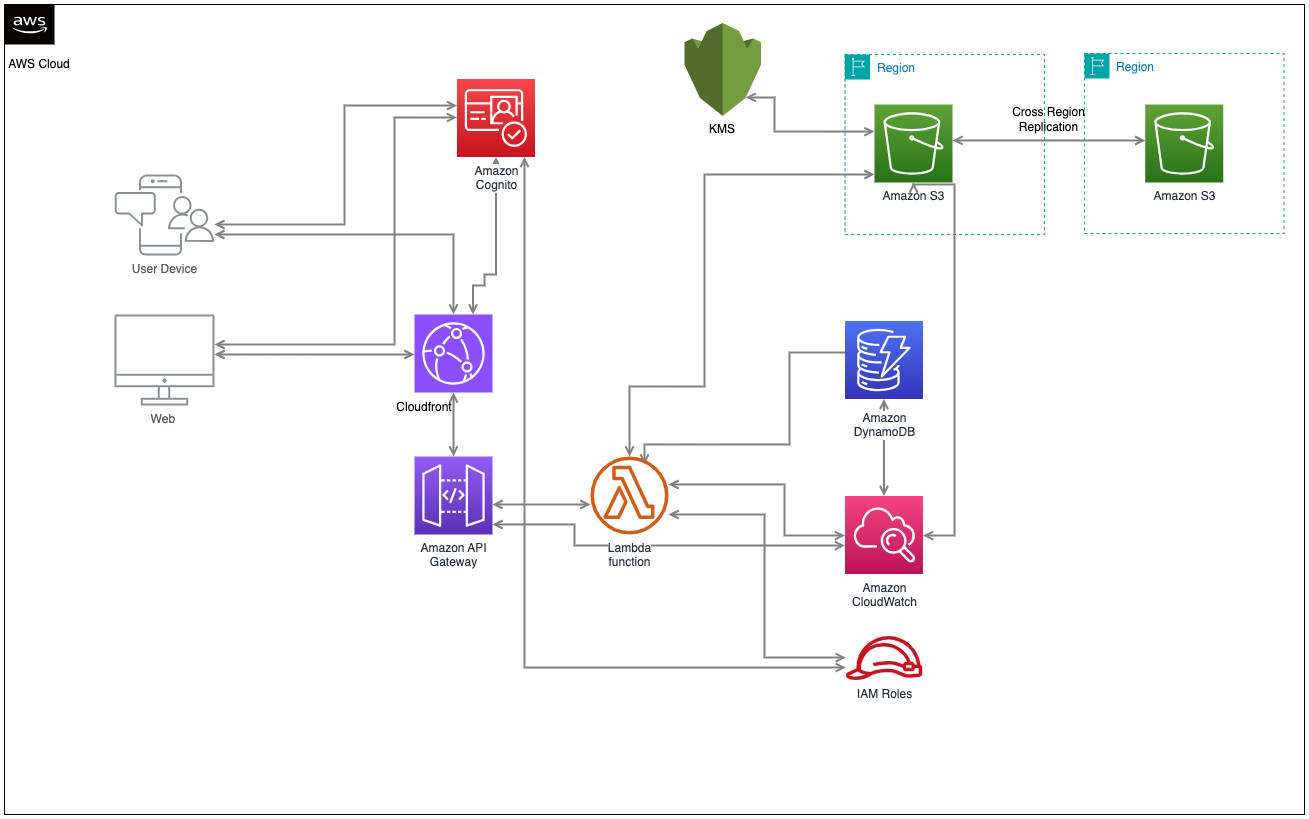 aws
AWS Cloud
KMS
Region
Region
Cross Region
Replication
Amazon S3
Amazon S3
Amazon
Cognito
User Device
Web
Cloudfront
Amazon
DynamoDB
</>
Amazon API
Gateway
Lambda
function
Amazon
CloudWatch
IAM Roles